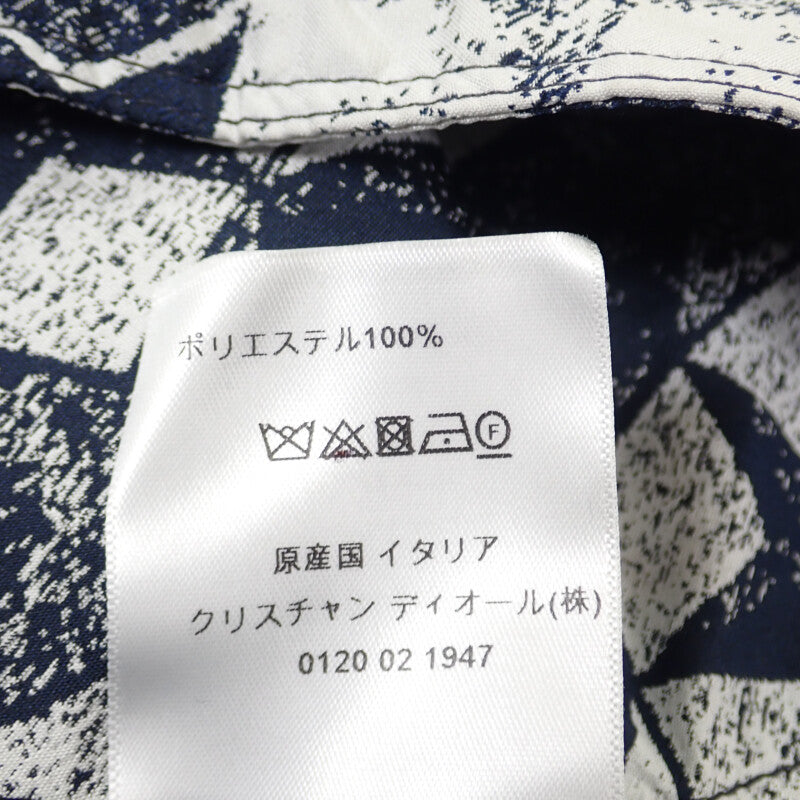 ポリエステル100%
F
原産国 イタリア
クリスチャン ディオール(株)
0120 02 1947